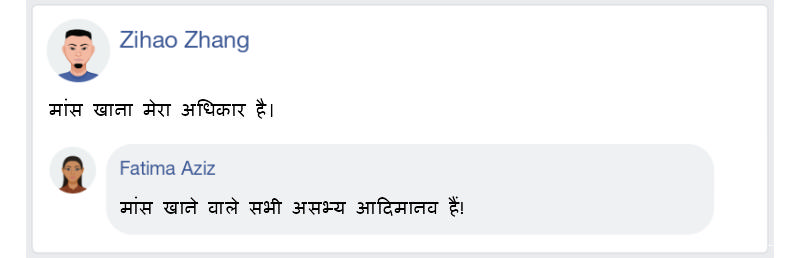 Zihao Zhang
मांस खाना मेरा अधिकार है।
Fatima Aziz
मांस खाने वाले सभी असभ्य आदिमानव हैं!